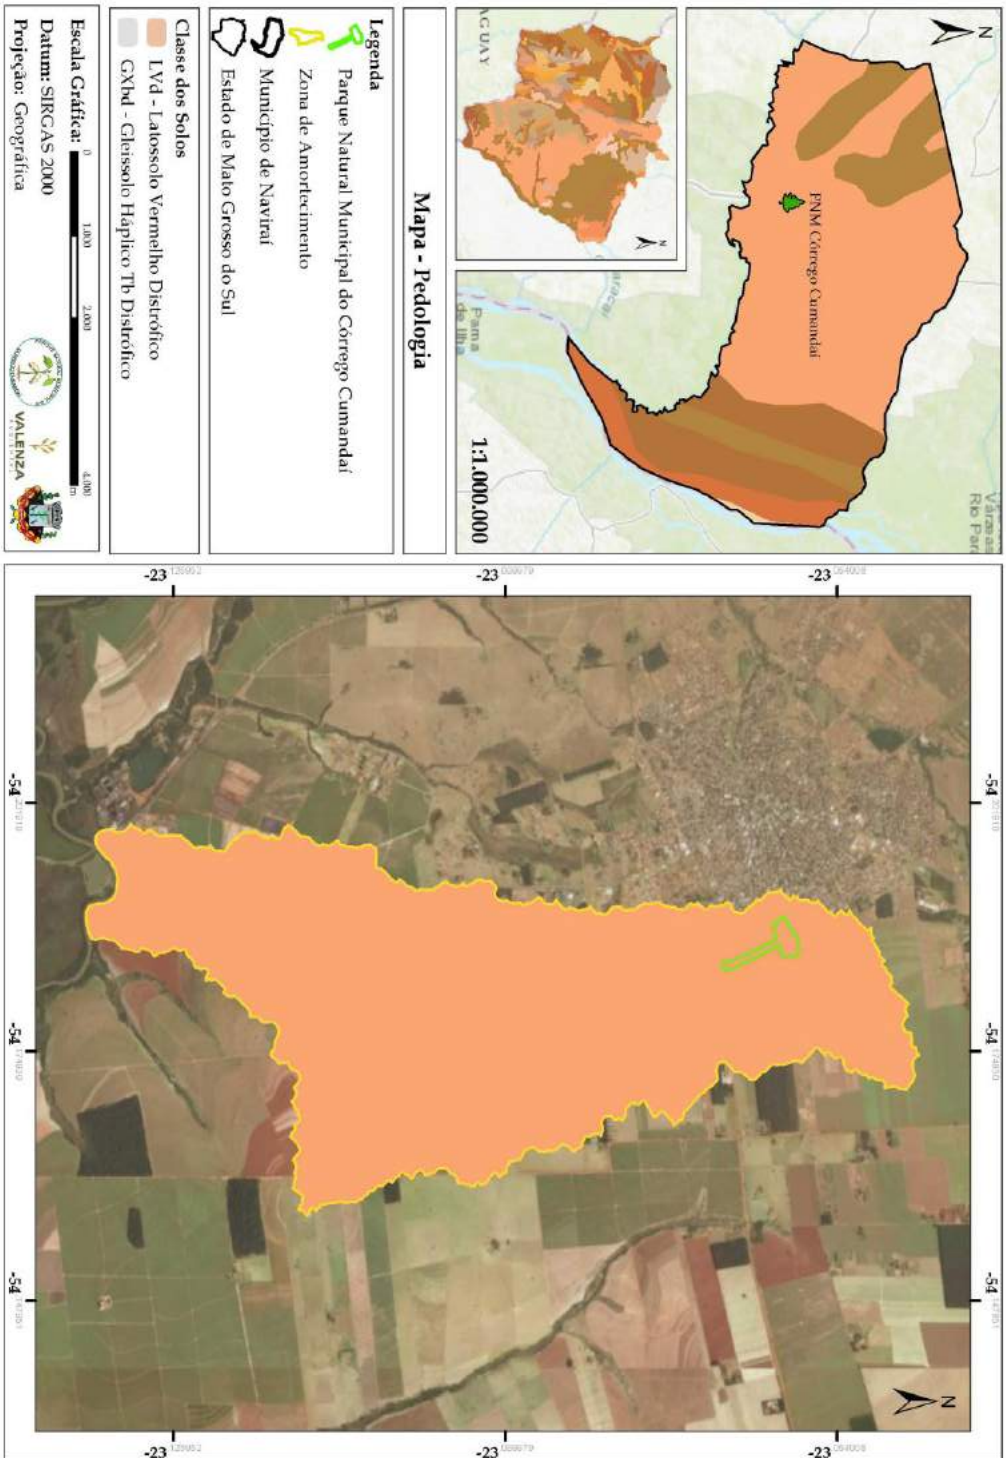 N
PNM Córrego Cumandaí
1:1.000.000
AGUAY
N
Mapa - Pedologia
Legenda
Parque Natural Municipal do Córrego Cumandaí
Zona de Amortecimento
Município de Naviraí
Estado de Mato Grosso do Sul
Classe dos Solos
LVd - Latossolo Vermelho Distrófico
GXbd - Gleissolo Háplico Tb Distrófico
Escala Gráfica:
0 1.000 2.000 4.000
m
Datum: SIRGAS 2000
Projeção: Geográfica
VALENZA
-54
-54
-54
-23
-23
-23
N
-23
-23
-23
-54
-54
-54